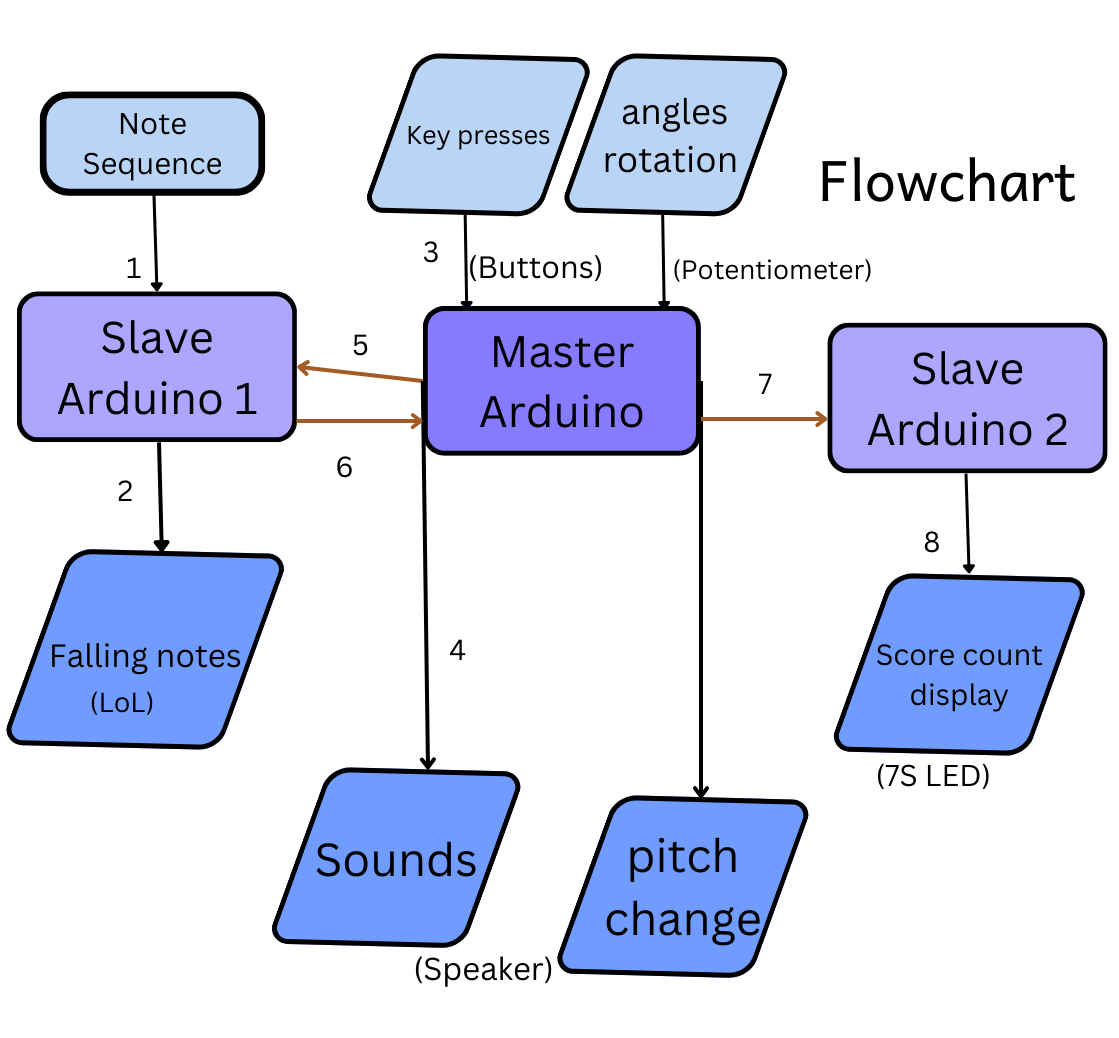 Note
Sequence
Key presses
angles
rotation
Flowchart
1
3
(Buttons)
(Potentiometer)
Slave
Arduino 1
5
6
Master
Arduino
7
Slave
Arduino 2
2
8
Falling notes
(LoL)
4
Score count
display
(7S LED)
Sounds
(Speaker)
pitch
change